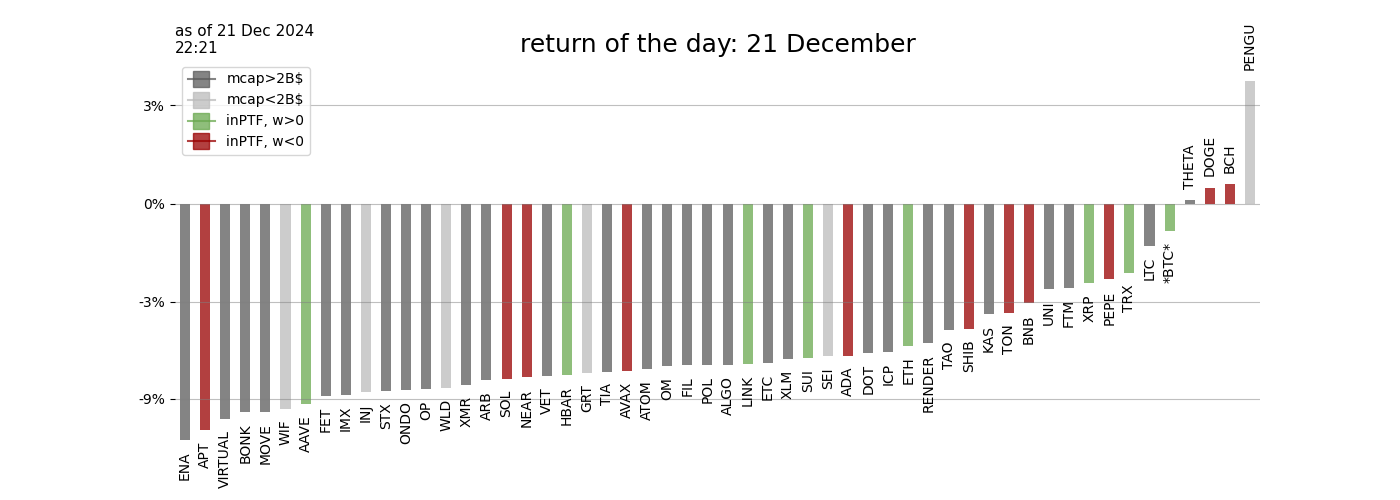 as of 21 Dec 2024
22:21
return of the day: 21 December
mcap>2B$
mcap<2B$
inPTF, w>0
inPTF, w<0
3%
0%
-3%
-9%
ENA
APT
VIRTUAL
BONK
MOVE
WIF
AAVE
FET
IMX
INJ
STX
ONDO
OP
WLD
XMR
ARB
SOL
NEAR
VET
HBAR
GRT
TIA
AVAX
ATOM
OM
FIL
POL
ALGO
LINK
ETC
XLM
SUI
SEI
ADA
DOT
ICP
ETH
RENDER
TAO
SHIB
KAS
TON
BNB
UNI
FTM
XRP
PEPE
TRX
LTC
*BTC*
THETA
DOGE
BCH
PENGU